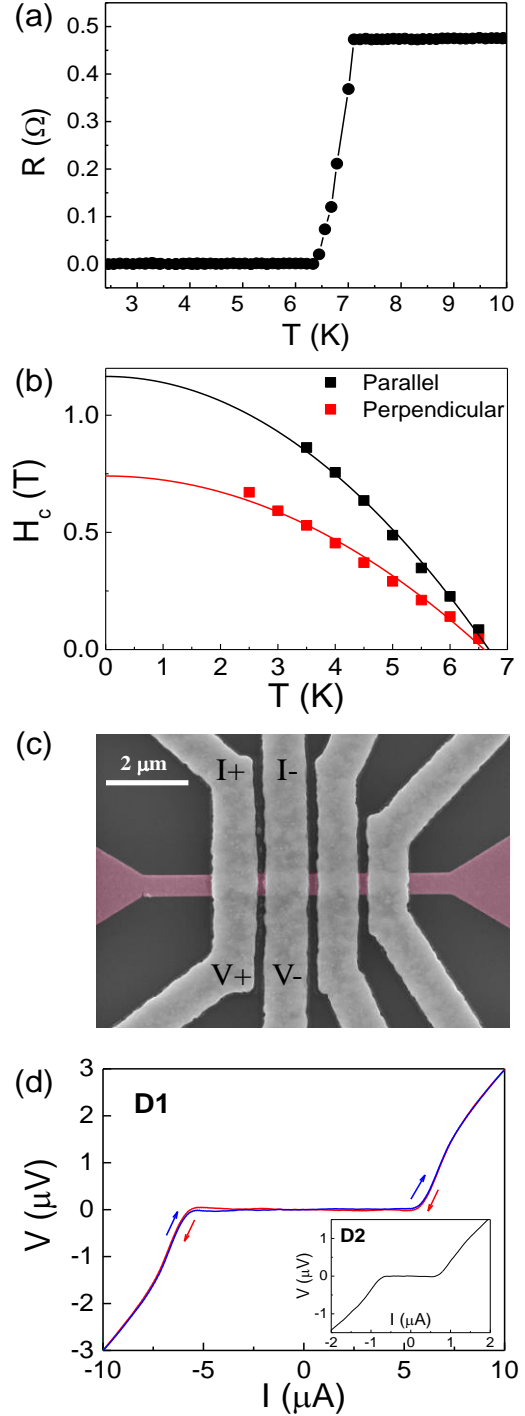 (a)
0.5
0.4
0.3
0.2
0.1
0.0
R (Ω)
3 4 5 6 7 8 9 10
T (K)
(b)
Parallel
Perpendicular
1.0
0.5
0.0
H_c (T)
0 1 2 3 4 5 6 7
T (K)
(c)
2 μm
I+ I-
V+ V-
(d)
D1
3
2
1
0
-1
-2
-3
V (μV)
-10 -5 0 5 10
I (μA)
D2
1
0
-1
V (μV)
-2 -1 0 1 2
I (μA)